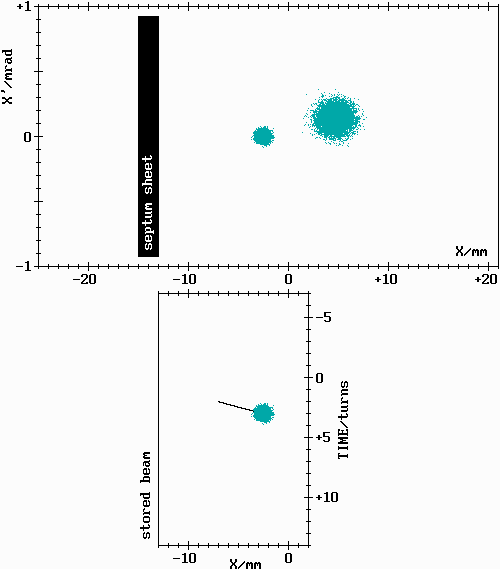 +1
X'/mrad
0
septum sheet
X/mm
-1
-20
-10
0
+10
+20
-5
0
TIME/turns
+5
stored beam
+10
-10
0
X/mm